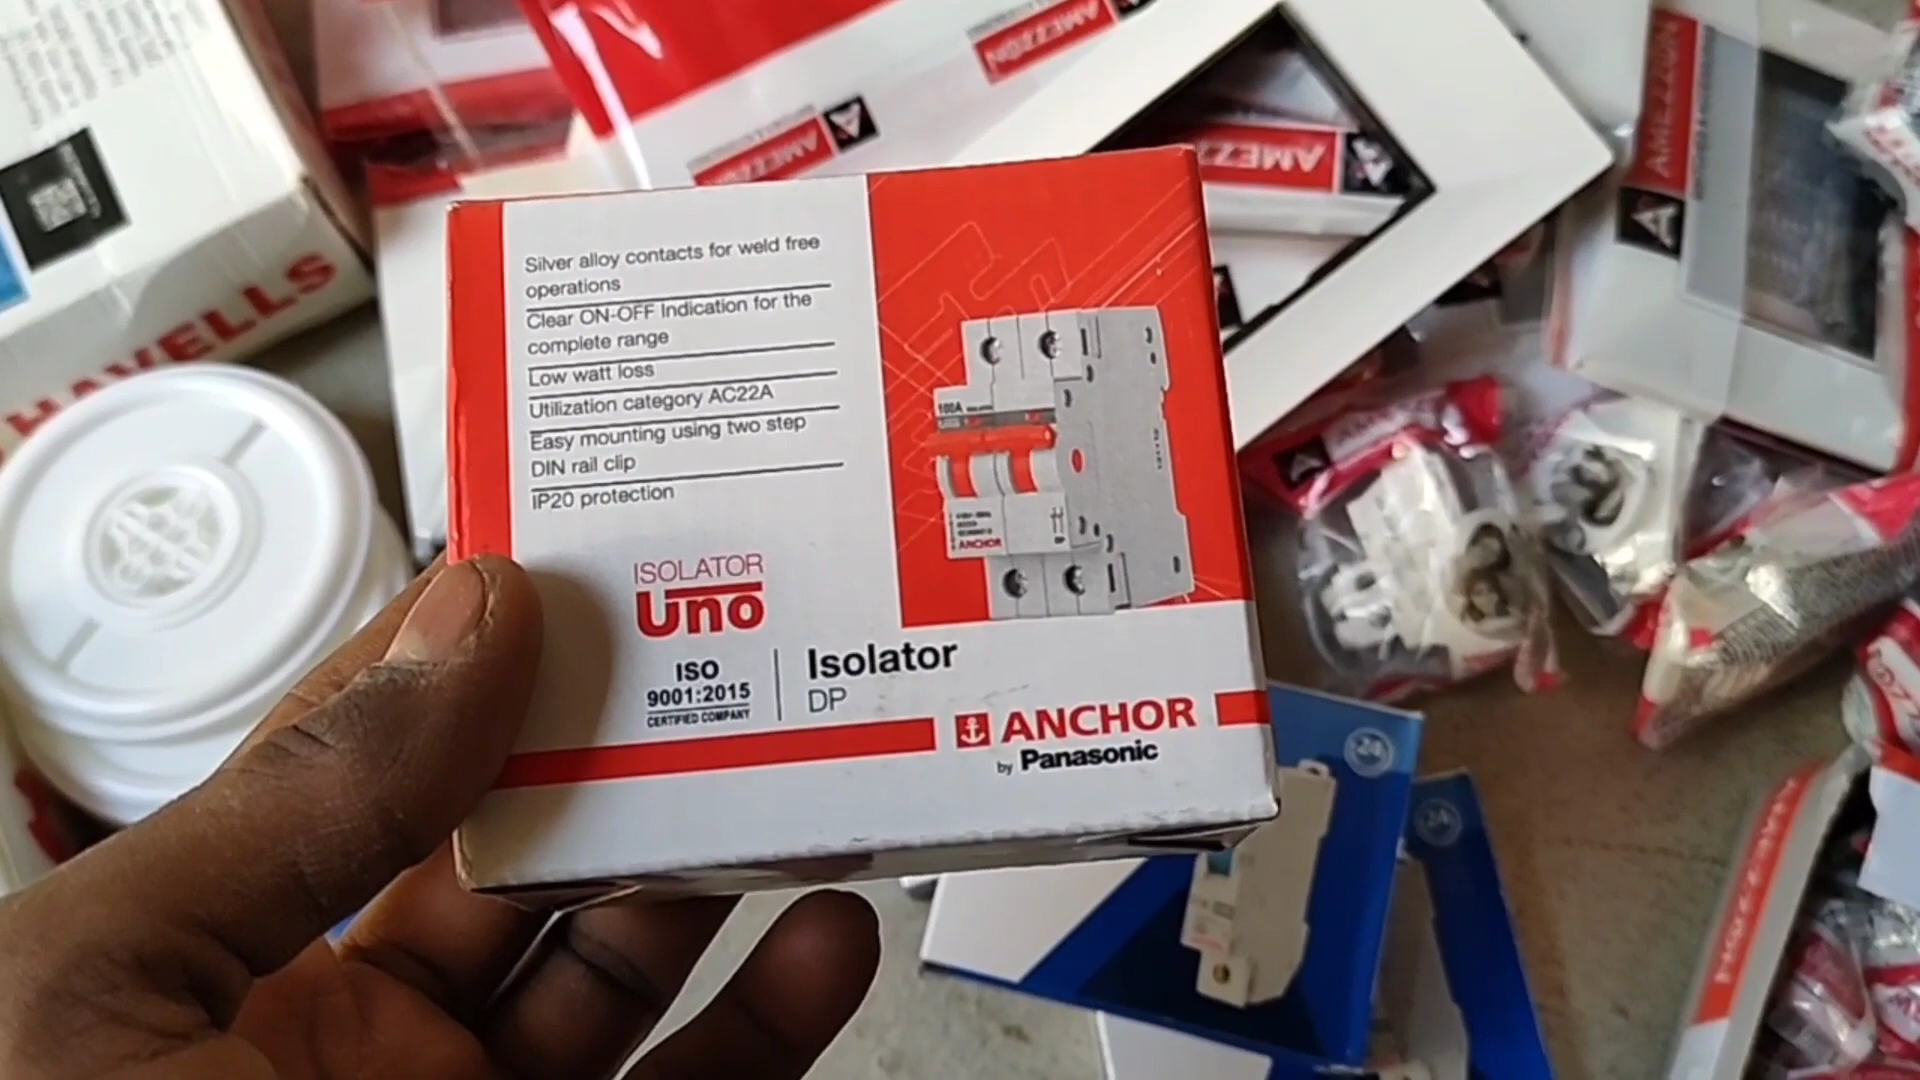 Silver alloy contacts for weld free
operations
Clear ON-OFF Indication for the
complete range
Low watt loss
Utilization category AC22A
Easy mounting using two step
DIN rail clip
IP20 protection
ISOLATOR
Uno
ISO
9001:2015
CERTIFIED COMPANY
Isolator
DP
ANCHOR
by Panasonic
100A
ANCHOR
HAVELLS
AMEZZON
AMEZZON
AMEZZON
AMEZZON